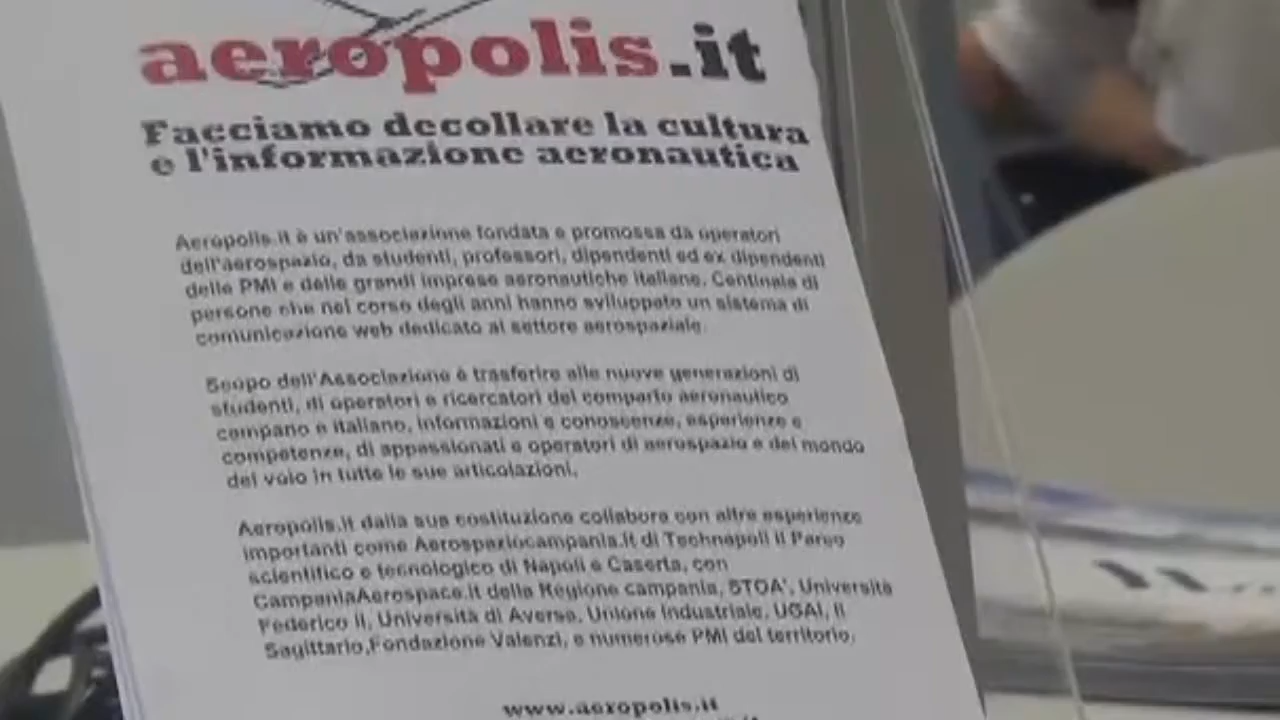 aeropolis.it
Facciamo decollare la cultura
e l'informazione aeronautica
Aeropolis.it è un'associazione fondata e promossa da operatori
dell'aerospazio, da studenti, professori, dipendenti ed ex dipendenti
delle PMI e delle grandi imprese aeronautiche italiane. Centinaia di
persone che nel corso degli anni hanno sviluppato un sistema di
comunicazione web dedicato al settore aerospaziale.
Scopo dell'Associazione è trasferire alle nuove generazioni di
studenti, di operatori e ricercatori del comparto aeronautico
campano e italiano, informazioni e conoscenze, esperienze e
competenze, di appassionati e operatori di aerospazio e del mondo
del volo in tutte le sue articolazioni.
Aeropolis.it dalla sua costituzione collabora con altre esperienze
importanti come Aerospaziocampania.it di Technapoli il Parco
scientifico e tecnologico di Napoli e Caserta, con
CampaniaAerospace.it della Regione campania, STOA', Università
Federico II, Università di Aversa, Unione Industriale, UGAI, Il
Sagittario,Fondazione Valenzi, e numerose PMI del territorio.
www.aeropolis.it